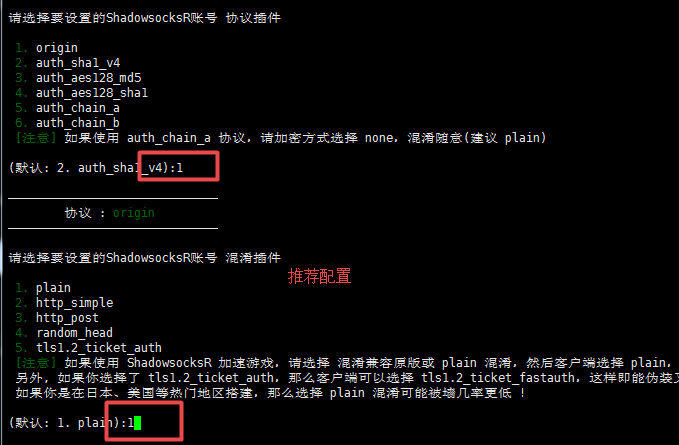 请选择要设置的ShadowsocksR账号 协议插件
1. origin
2. auth_sha1_v4
3. auth_aes128_md5
4. auth_aes128_sha1
5. auth_chain_a
6. auth_chain_b
[注意] 如果使用 auth_chain_a 协议，请加密方式选择 none，混淆随意(建议 plain)
(默认: 2. auth_sha1_v4):1
协议 : origin
请选择要设置的ShadowsocksR账号 混淆插件
推荐配置
1. plain
2. http_simple
3. http_post
4. random_head
5. tls1.2_ticket_auth
[注意] 如果使用 ShadowsocksR 加速游戏，请选择 混淆兼容原版或 plain 混淆，然后客户端选择 plain，
另外, 如果你选择了 tls1.2_ticket_auth，那么客户端可以选择 tls1.2_ticket_fastauth，这样即能伪装又
如果你是在日本、美国等热门地区搭建，那么选择 plain 混淆可能被墙几率更低 !
(默认: 1. plain):1